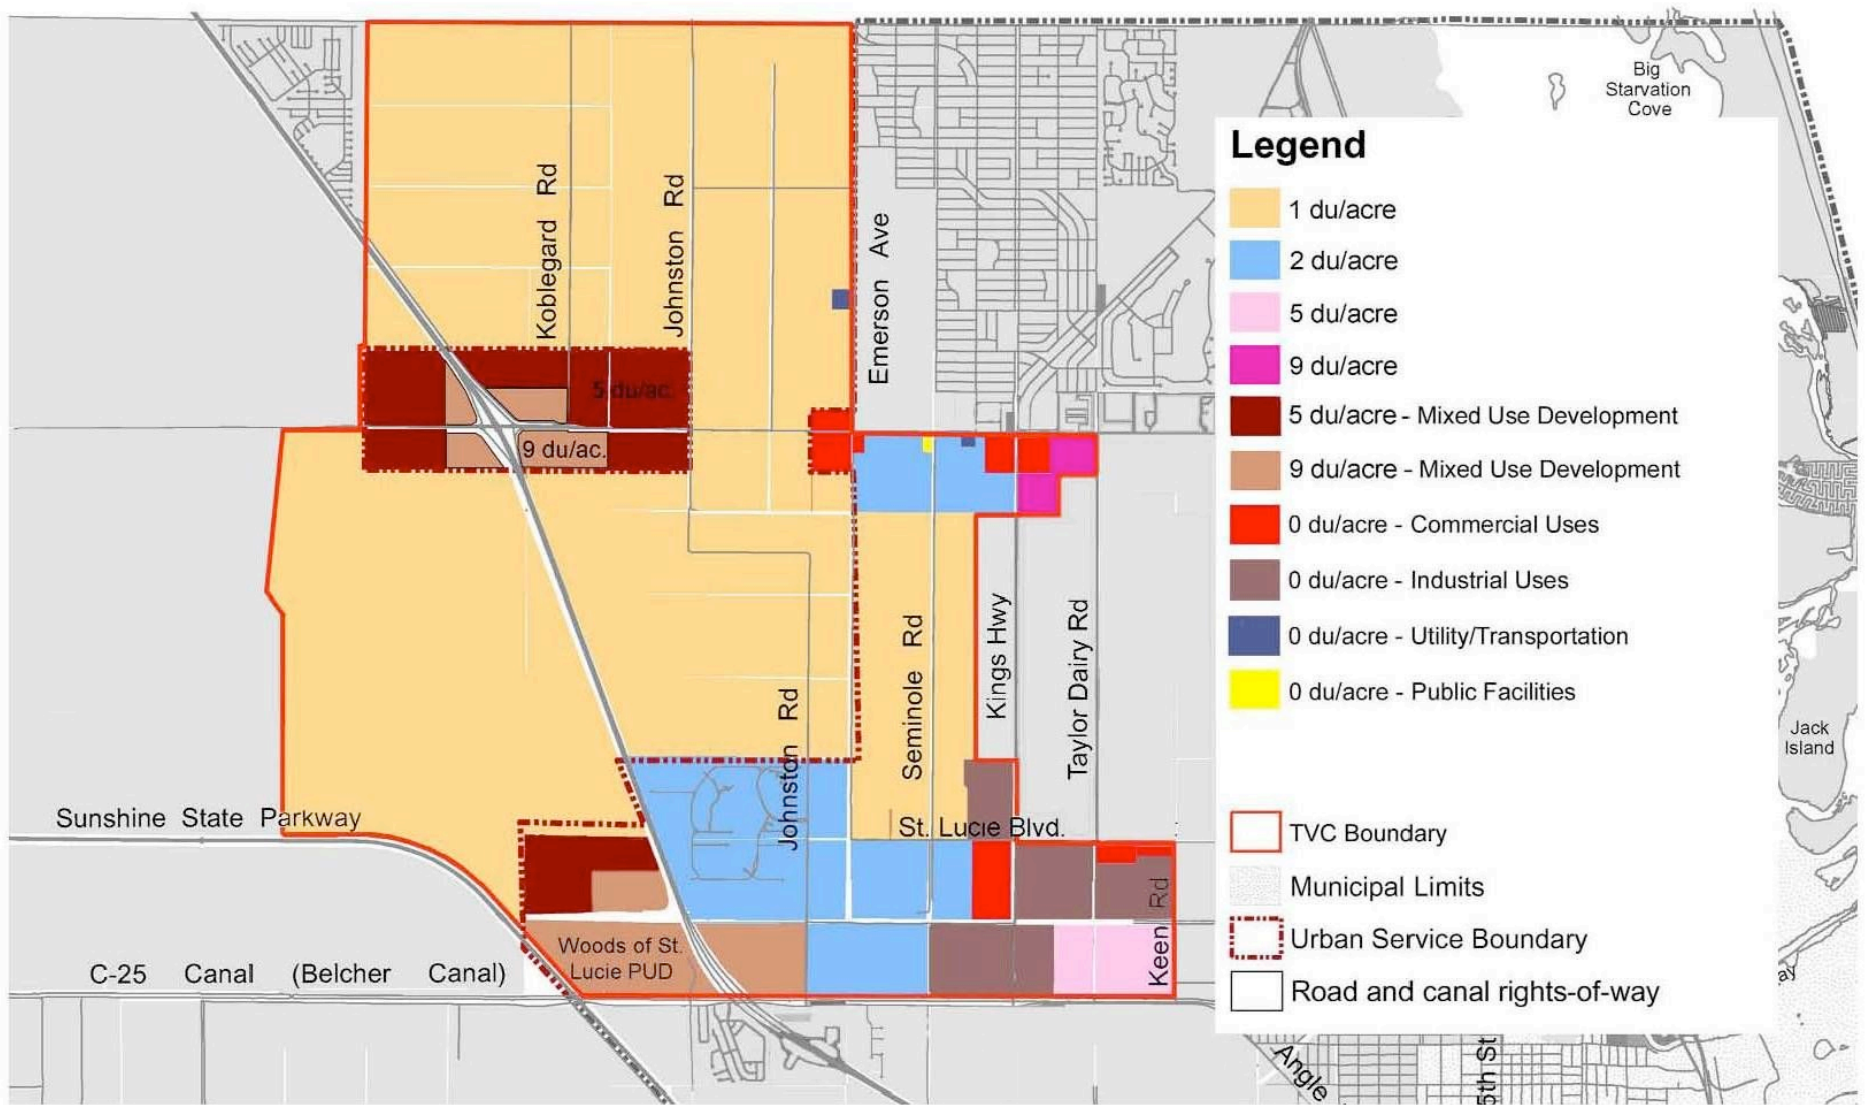 Big
Starvation
Cove
Koblegard Rd
Johnston Rd
Emerson Ave
5 du/ac.
9 du/ac.
Johnston Rd
Seminole Rd
Kings Hwy
Taylor Dairy Rd
Sunshine State Parkway
St. Lucie Blvd.
Keen Rd
Woods of St.
Lucie PUD
C-25 Canal (Belcher Canal)
Legend
1 du/acre
2 du/acre
5 du/acre
9 du/acre
5 du/acre - Mixed Use Development
9 du/acre - Mixed Use Development
0 du/acre - Commercial Uses
0 du/acre - Industrial Uses
0 du/acre - Utility/Transportation
0 du/acre - Public Facilities
TVC Boundary
Municipal Limits
Urban Service Boundary
Road and canal rights-of-way
Jack
Island
ay
Angle
5th St